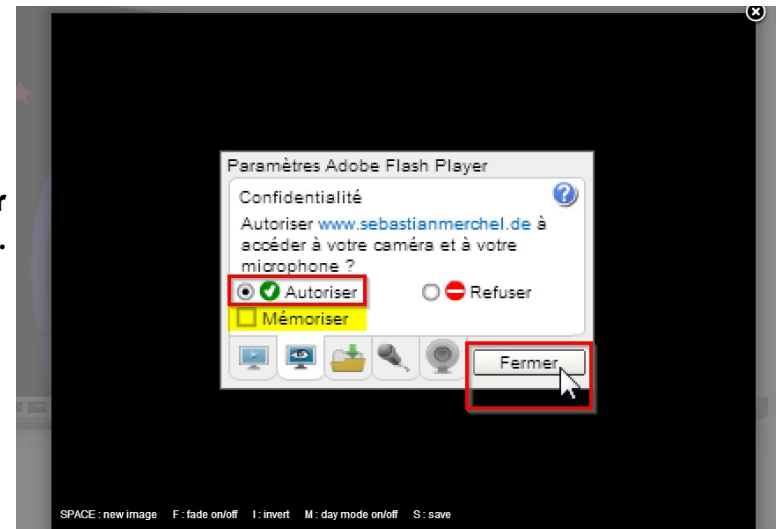 Paramètres Adobe Flash Player
Confidentialité
Autoriser www.sebastianmerchel.de à
accéder à votre caméra et à votre
microphone ?
Autoriser Refuser
Mémoriser
Fermer
r
.
SPACE : new image F : fade on/off I : invert M : day mode on/off S : save